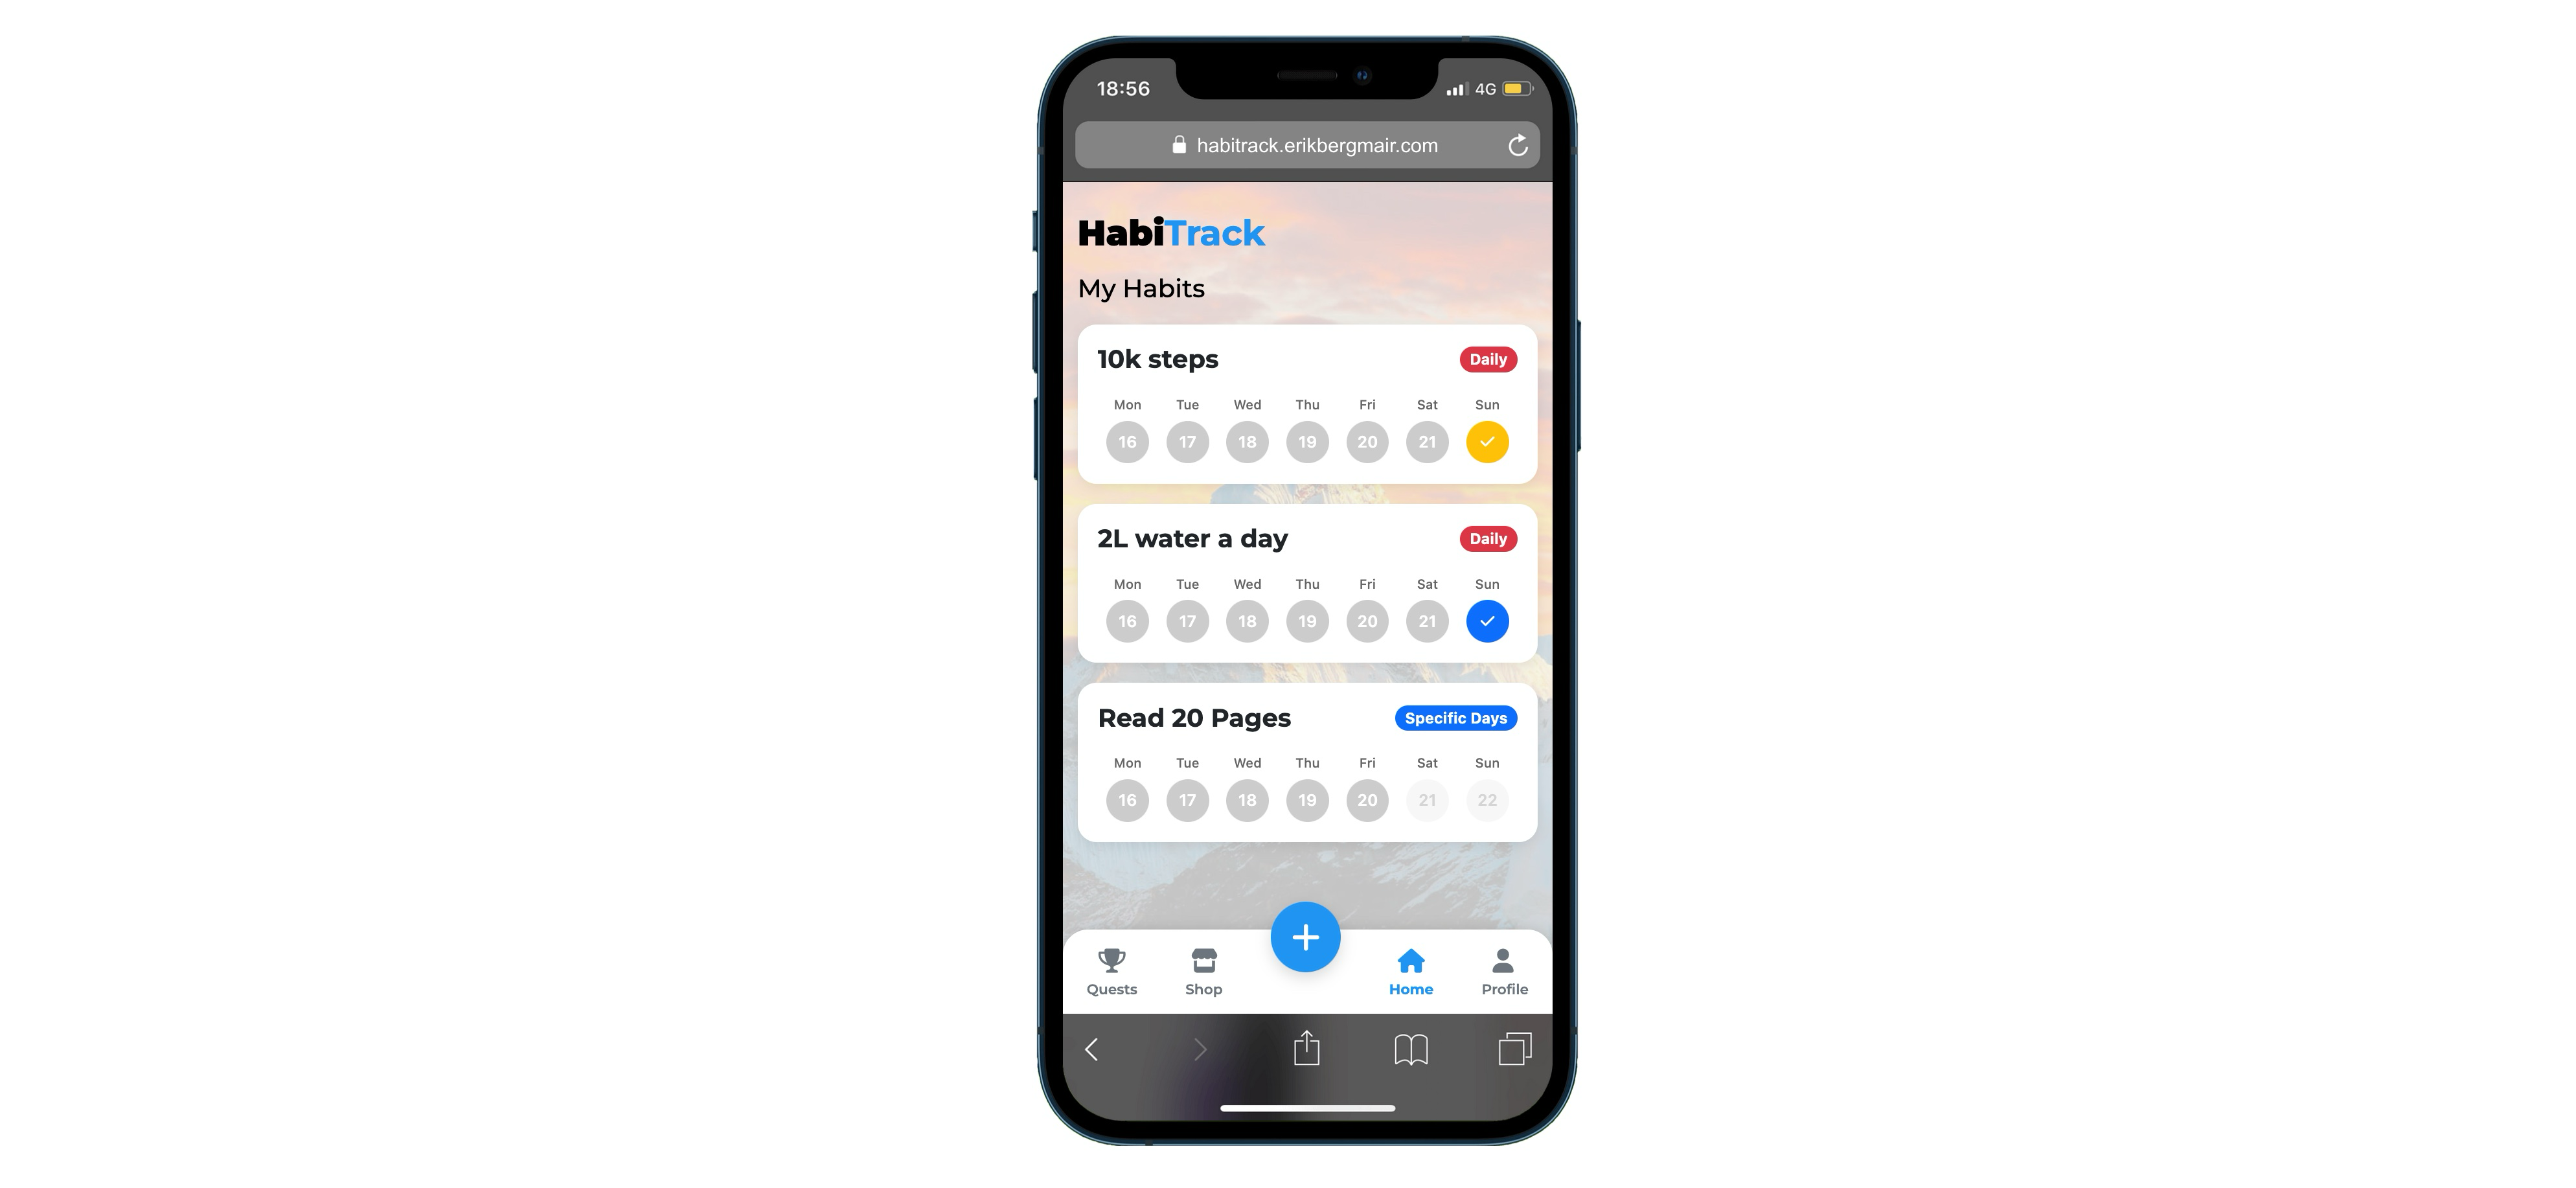 18:56 4G
habitrack.erikbergmair.com
HabiTrack
My Habits
10k steps Daily
Mon Tue Wed Thu Fri Sat Sun
16 17 18 19 20 21
2L water a day Daily
Mon Tue Wed Thu Fri Sat Sun
16 17 18 19 20 21
Read 20 Pages Specific Days
Mon Tue Wed Thu Fri Sat Sun
16 17 18 19 20 21 22
Quests Shop Home Profile